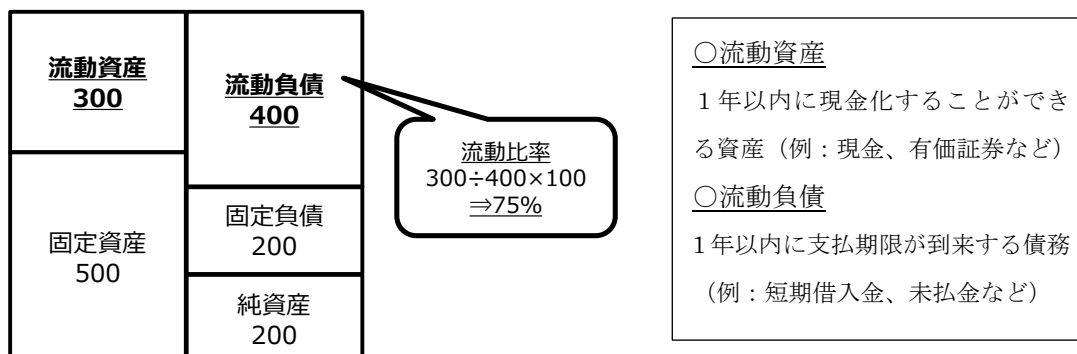 流動資産
300
流動負債
400
流動比率
300÷400×100
⇒75%
固定資産
500
固定負債
200
純資産
200
○流動資産
１年以内に現金化することができ
る資産（例：現金、有価証券など）
○流動負債
１年以内に支払期限が到来する債務
（例：短期借入金、未払金など）